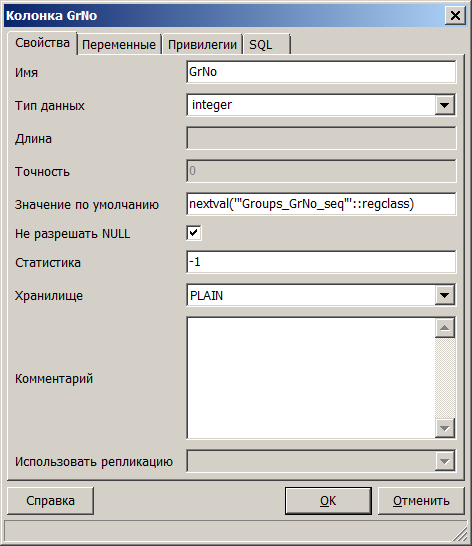 Колонка GrNo
Свойства Переменные Привилегии SQL
Имя GrNo
Тип данных integer
Длина
Точность 0
Значение по умолчанию nextval('"Groups_GrNo_seq"'::regclass)
Не разрешать NULL
Статистика -1
Хранилище PLAIN
Комментарий
Использовать репликацию
Справка OK Отменить